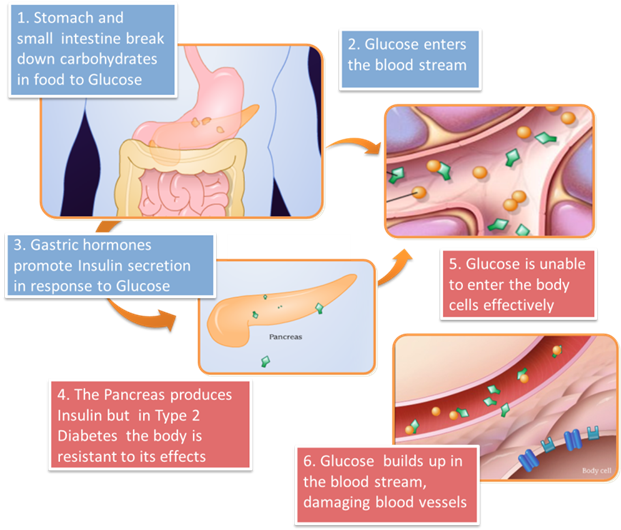 1. Stomach and
small intestine break
down carbohydrates
in food to Glucose
2. Glucose enters
the blood stream
3. Gastric hormones
promote Insulin secretion
in response to Glucose
Pancreas
4. The Pancreas produces
Insulin but in Type 2
Diabetes the body is
resistant to its effects
5. Glucose is unable
to enter the body
cells effectively
6. Glucose builds up in
the blood stream,
damaging blood vessels
Body cell